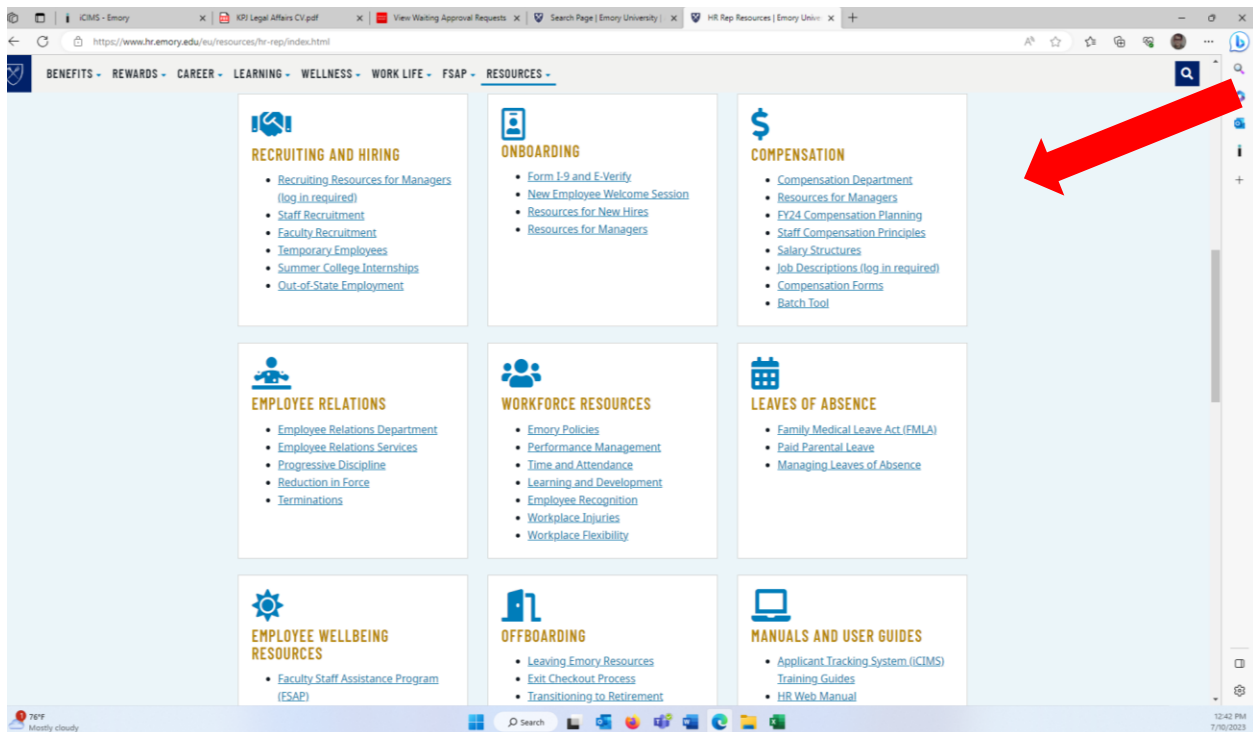 iCIMS - Emory
KPJ Legal Affairs CV.pdf
View Waiting Approval Requests
Search Page | Emory University |
HR Rep Resources | Emory Univer
https://www.hr.emory.edu/eu/resources/hr-rep/index.html
BENEFITS
REWARDS
CAREER
LEARNING
WELLNESS
WORK LIFE
FSAP
RESOURCES
RECRUITING AND HIRING
Recruiting Resources for Managers
(log in required)
Staff Recruitment
Faculty Recruitment
Temporary Employees
Summer College Internships
Out-of-State Employment
ONBOARDING
Form I-9 and E-Verify
New Employee Welcome Session
Resources for New Hires
Resources for Managers
COMPENSATION
Compensation Department
Resources for Managers
FY24 Compensation Planning
Staff Compensation Principles
Salary Structures
Job Descriptions (log in required)
Compensation Forms
Batch Tool
EMPLOYEE RELATIONS
Employee Relations Department
Employee Relations Services
Progressive Discipline
Reduction in Force
Terminations
WORKFORCE RESOURCES
Emory Policies
Performance Management
Time and Attendance
Learning and Development
Employee Recognition
Workplace Injuries
Workplace Flexibility
LEAVES OF ABSENCE
Family Medical Leave Act (FMLA)
Paid Parental Leave
Managing Leaves of Absence
EMPLOYEE WELLBEING
RESOURCES
Faculty Staff Assistance Program
(FSAP)
OFFBOARDING
Leaving Emory Resources
Exit Checkout Process
Transitioning to Retirement
MANUALS AND USER GUIDES
Applicant Tracking System (iCIMS)
Training Guides
HR Web Manual
1
76°F
Mostly cloudy
Search
12:42 PM
7/10/2023